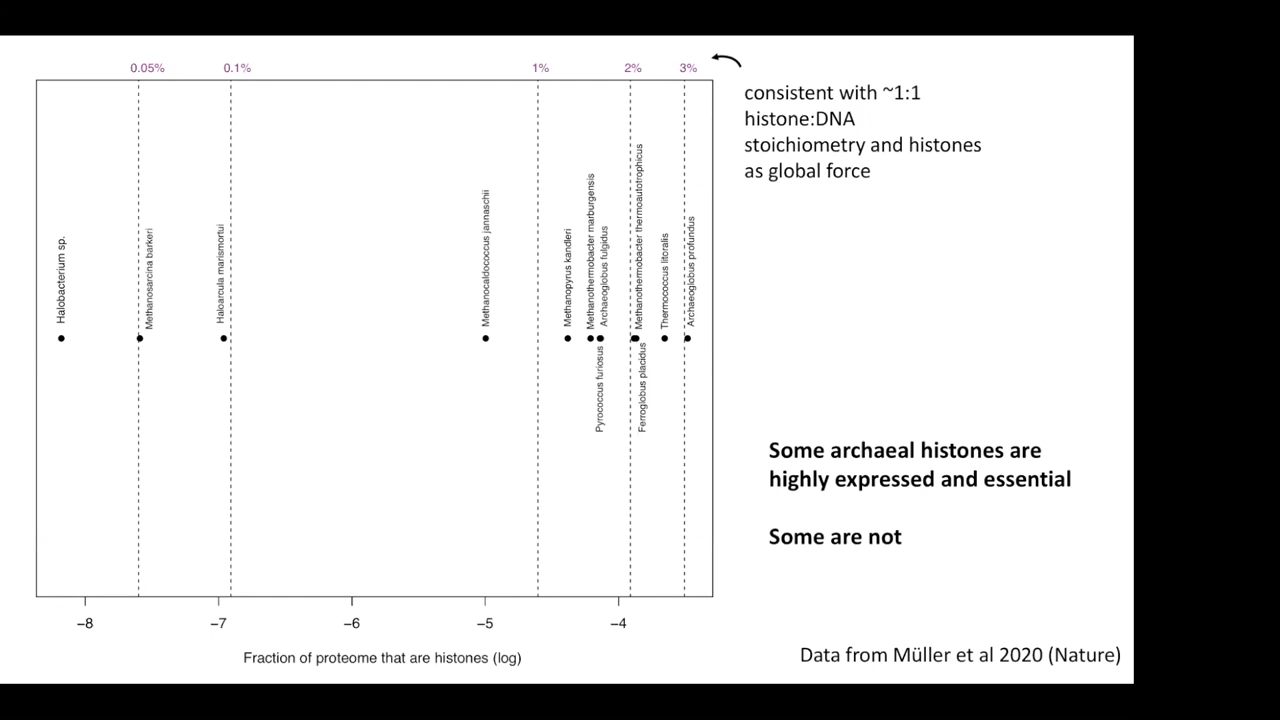 0.05%
0.1%
1%
2%
3%
consistent with ~1:1
histone:DNA
stoichiometry and histones
as global force
Halobacterium sp.
Methanosarcina barkeri
Haloarcula marismortui
Methanocaldococcus jannaschii
Methanopyrus kandleri
Methanothermobacter marburgensis
Archaeoglobus fulgidus
Methanothermobacter thermoautotrophicus
Thermococcus litoralis
Archaeoglobus profundus
Pyrococcus furiosus
Ferroglobus placidus
Some archaeal histones are
highly expressed and essential
Some are not
−8
−7
−6
−5
−4
Fraction of proteome that are histones (log)
Data from Müller et al 2020 (Nature)